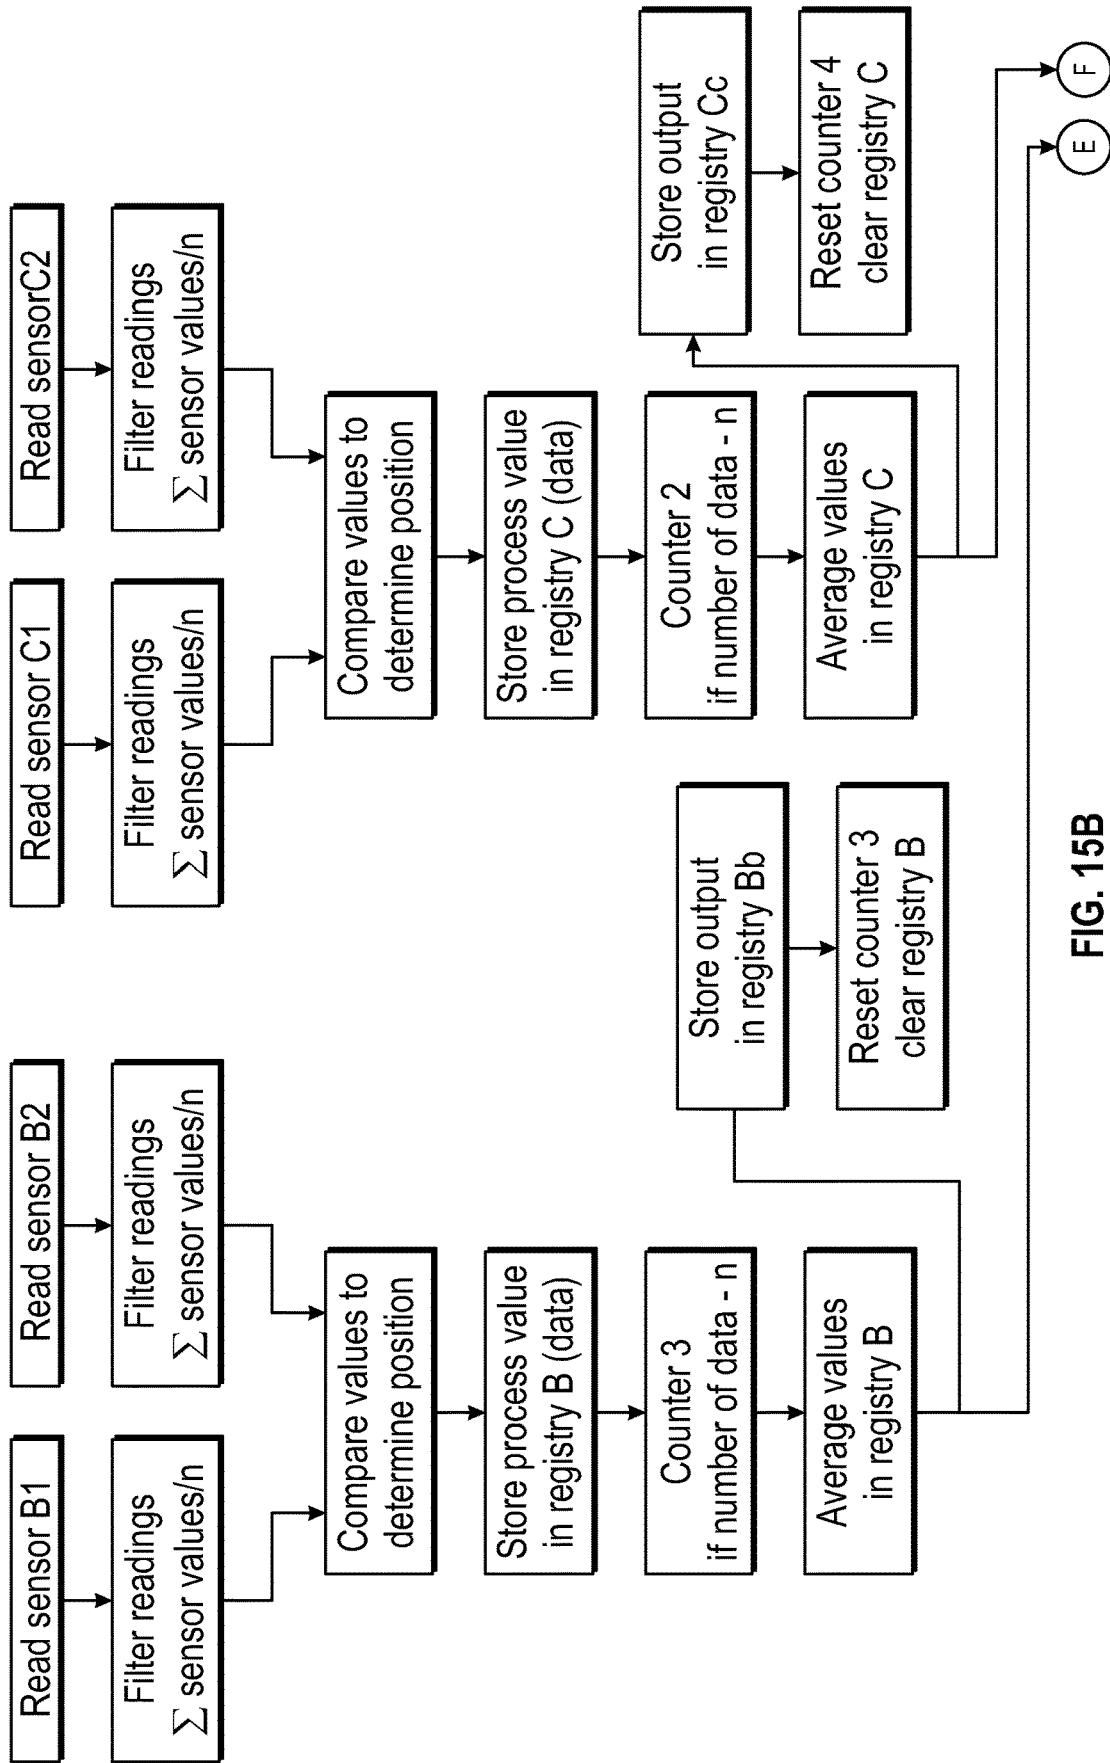 Read sensor B1
Filter readings
∑ sensor values/n
Read sensor B2
Filter readings
∑ sensor values/n
Compare values to
determine position
Store process value
in registry B (data)
Counter 3
if number of data - n
Average values
in registry B
Store output
in registry Bb
Reset counter 3
clear registry B
Read sensor C1
Filter readings
∑ sensor values/n
Read sensorC2
Filter readings
∑ sensor values/n
Compare values to
determine position
Store process value
in registry C (data)
Counter 2
if number of data - n
Average values
in registry C
Store output
in registry Cc
Reset counter 4
clear registry C
E
F
FIG. 15B